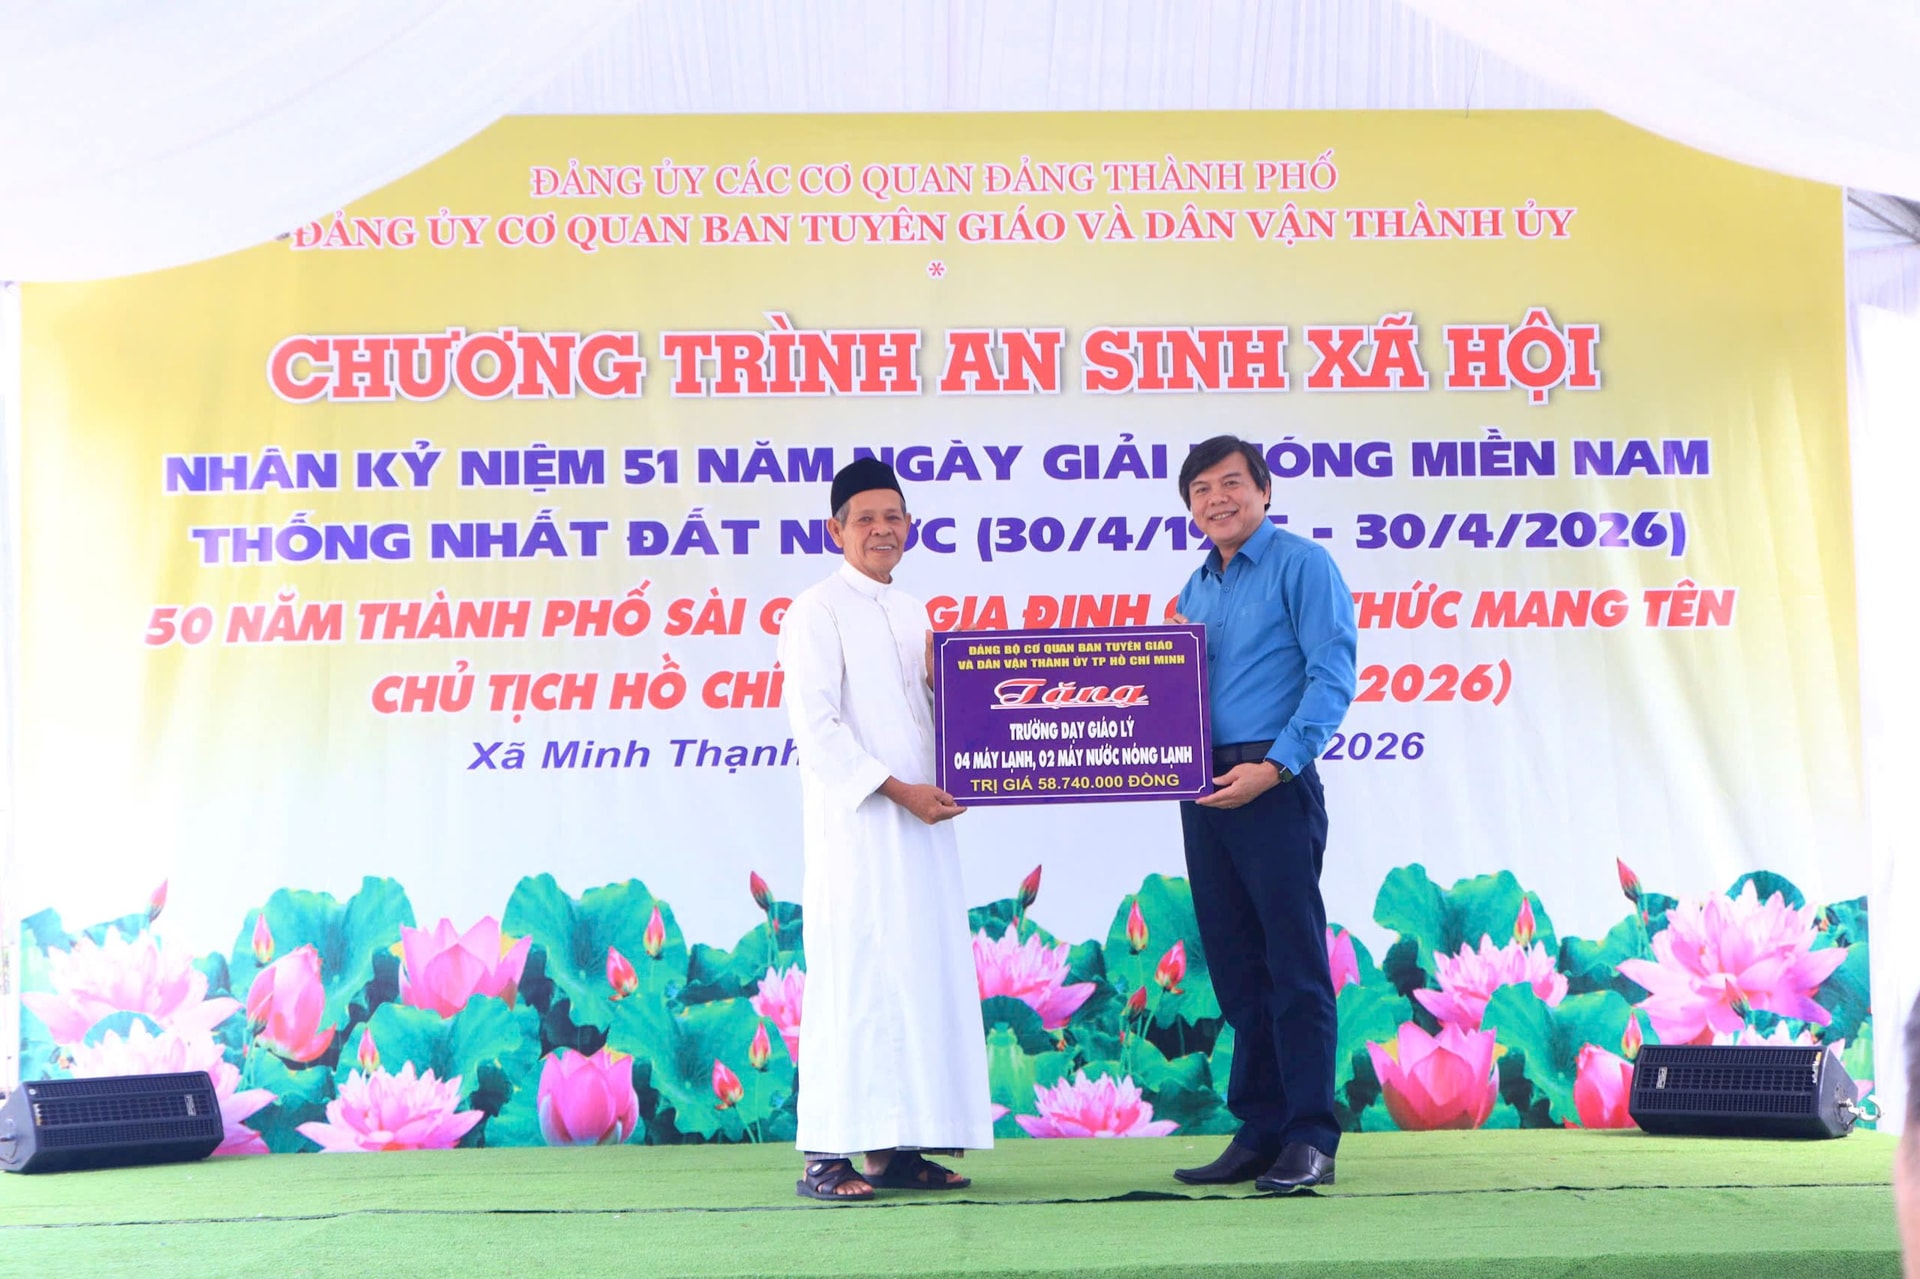 ĐẢNG ỦY CÁC CƠ QUAN ĐẢNG THÀNH PHỐ
ĐẢNG ỦY CƠ QUAN BAN TUYÊN GIÁO VÀ DÂN VẬN THÀNH ỦY
*
CHƯƠNG TRÌNH AN SINH XÃ HỘI
NHÂN KỶ NIỆM 51 NĂM NGÀY GIẢI MIỀN NAM
THỐNG NHẤT ĐẤT NƯỚC (30/4/19 - 30/4/2026)
50 NĂM THÀNH PHỐ SÀI GIA ĐỊNH THỨC MANG TÊN
CHỦ TỊCH HỒ CHÍ 2026)
Xã Minh Thạnh 2026
ĐẢNG BỘ CƠ QUAN BAN TUYÊN GIÁO
VÀ DÂN VẬN THÀNH ỦY TP HỒ CHÍ MINH
Tặng
TRƯỜNG DẠY GIÁO LÝ
04 MÁY LẠNH, 02 MÁY NƯỚC NÓNG LẠNH
TRỊ GIÁ 58.740.000 ĐỒNG